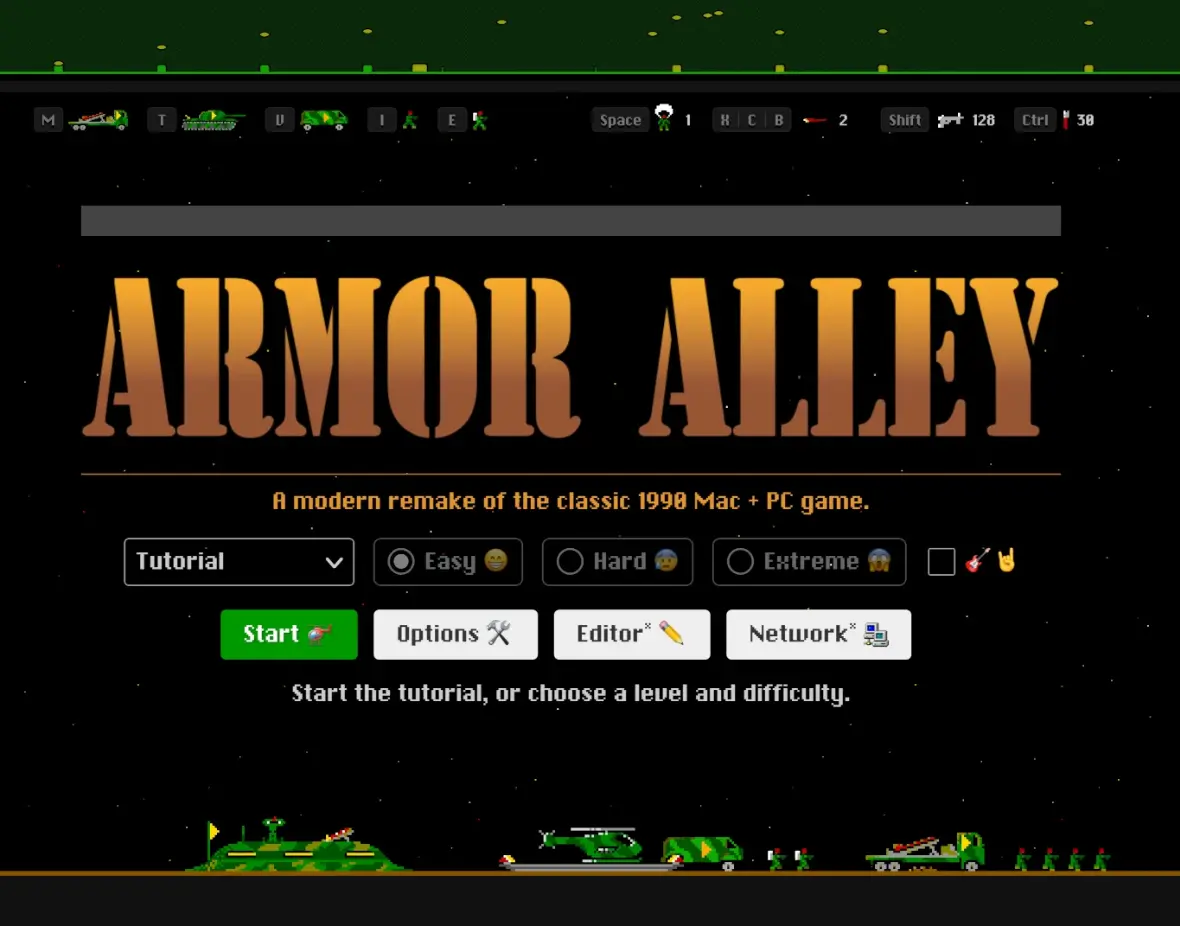 M T V I E Space 1 X C B 2 Shift 128 Ctrl 30
ARMOR ALLEY
A modern remake of the classic 1990 Mac + PC game.
Tutorial Easy Hard Extreme
Start Options Editor* Network*
Start the tutorial, or choose a level and difficulty.